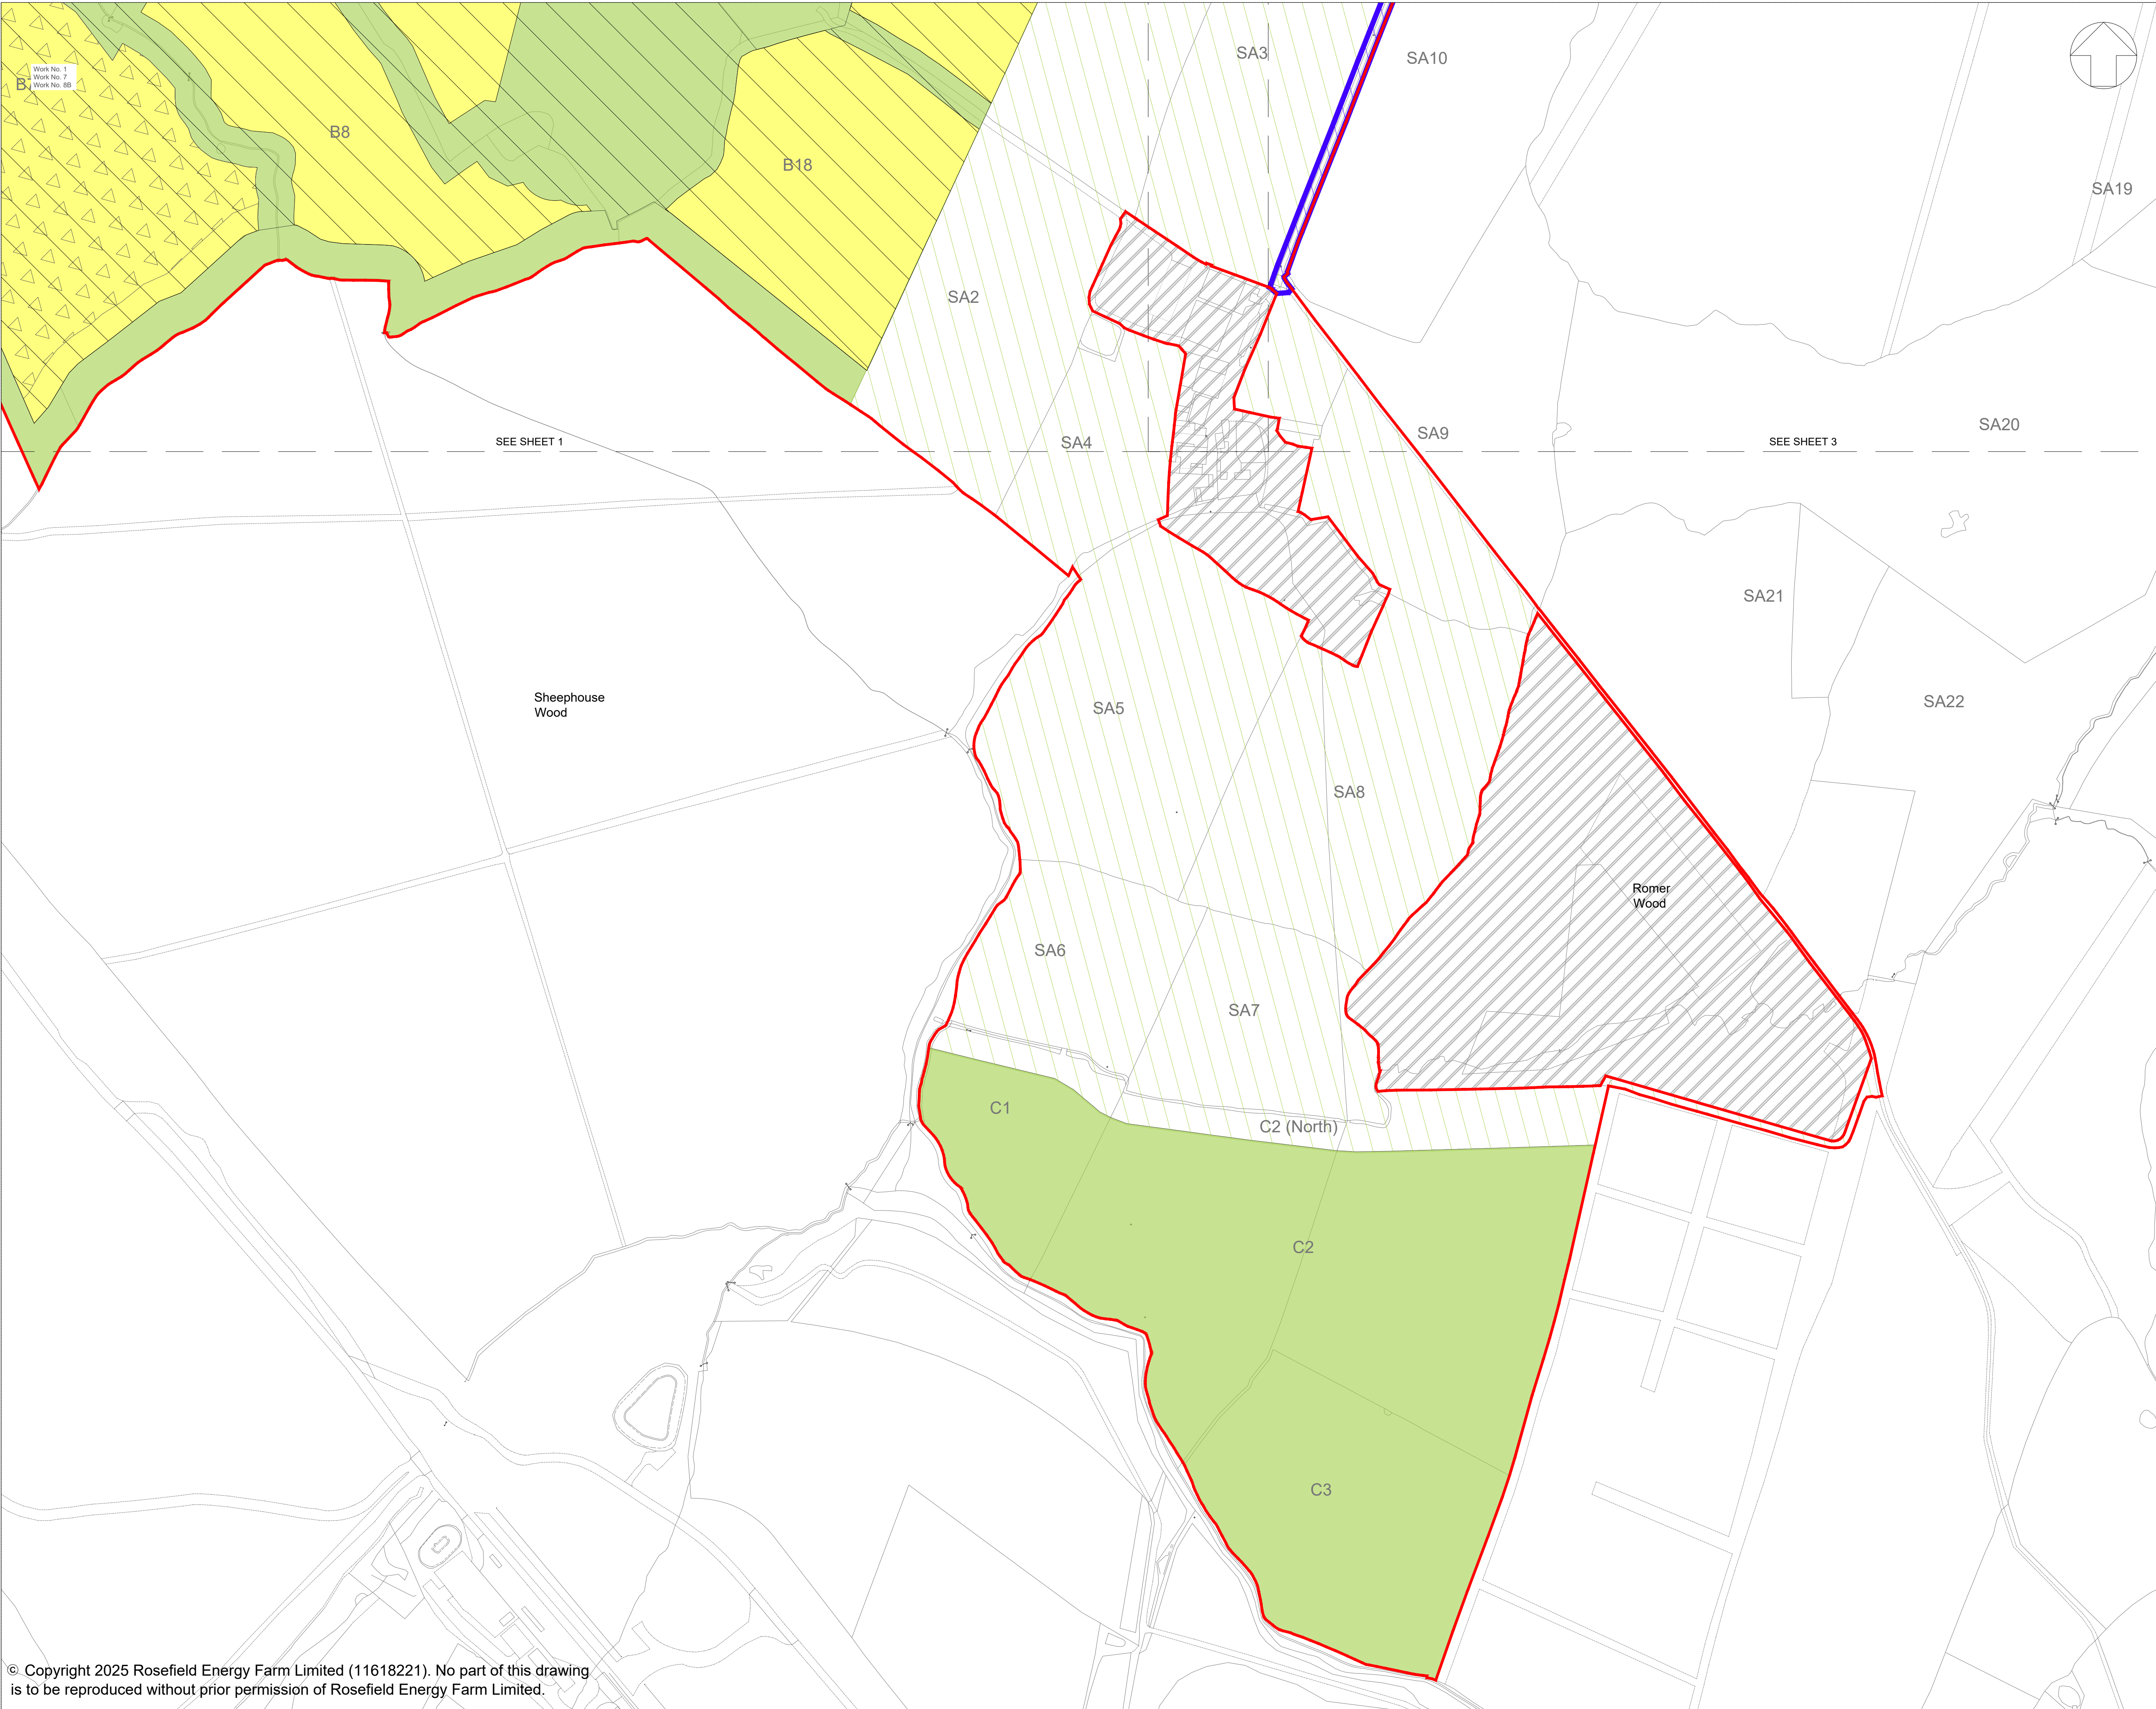 SA3
SA10
Work No. 1
Work No. 7
Work No. 8B
B8
B18
SA19
SA2
SA4
SA9
SA20
SEE SHEET 1
SEE SHEET 3
SA21
Sheephouse
Wood
SA5
SA22
SA8
Romer
Wood
SA6
SA7
C1
C2 (North)
C2
C3
© Copyright 2025 Rosefield Energy Farm Limited (11618221). No part of this drawing
is to be reproduced without prior permission of Rosefield Energy Farm Limited.